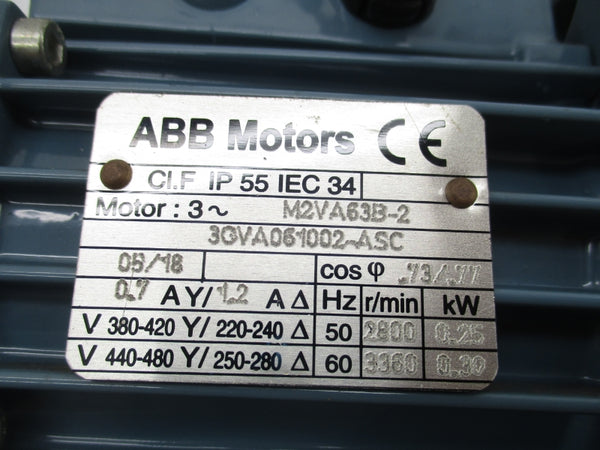 ABB Motors CE
CI.F IP 55 IEC 34
Motor : 3~ M2VA63B-2
3GVA061002-ASC
05/18 cos φ .73/.77
0.7 A Y/ 1.2 A Δ Hz r/min kW
V 380-420 Y/ 220-240 Δ 50 2800 0.25
V 440-480 Y/ 250-280 Δ 60 3360 0.30